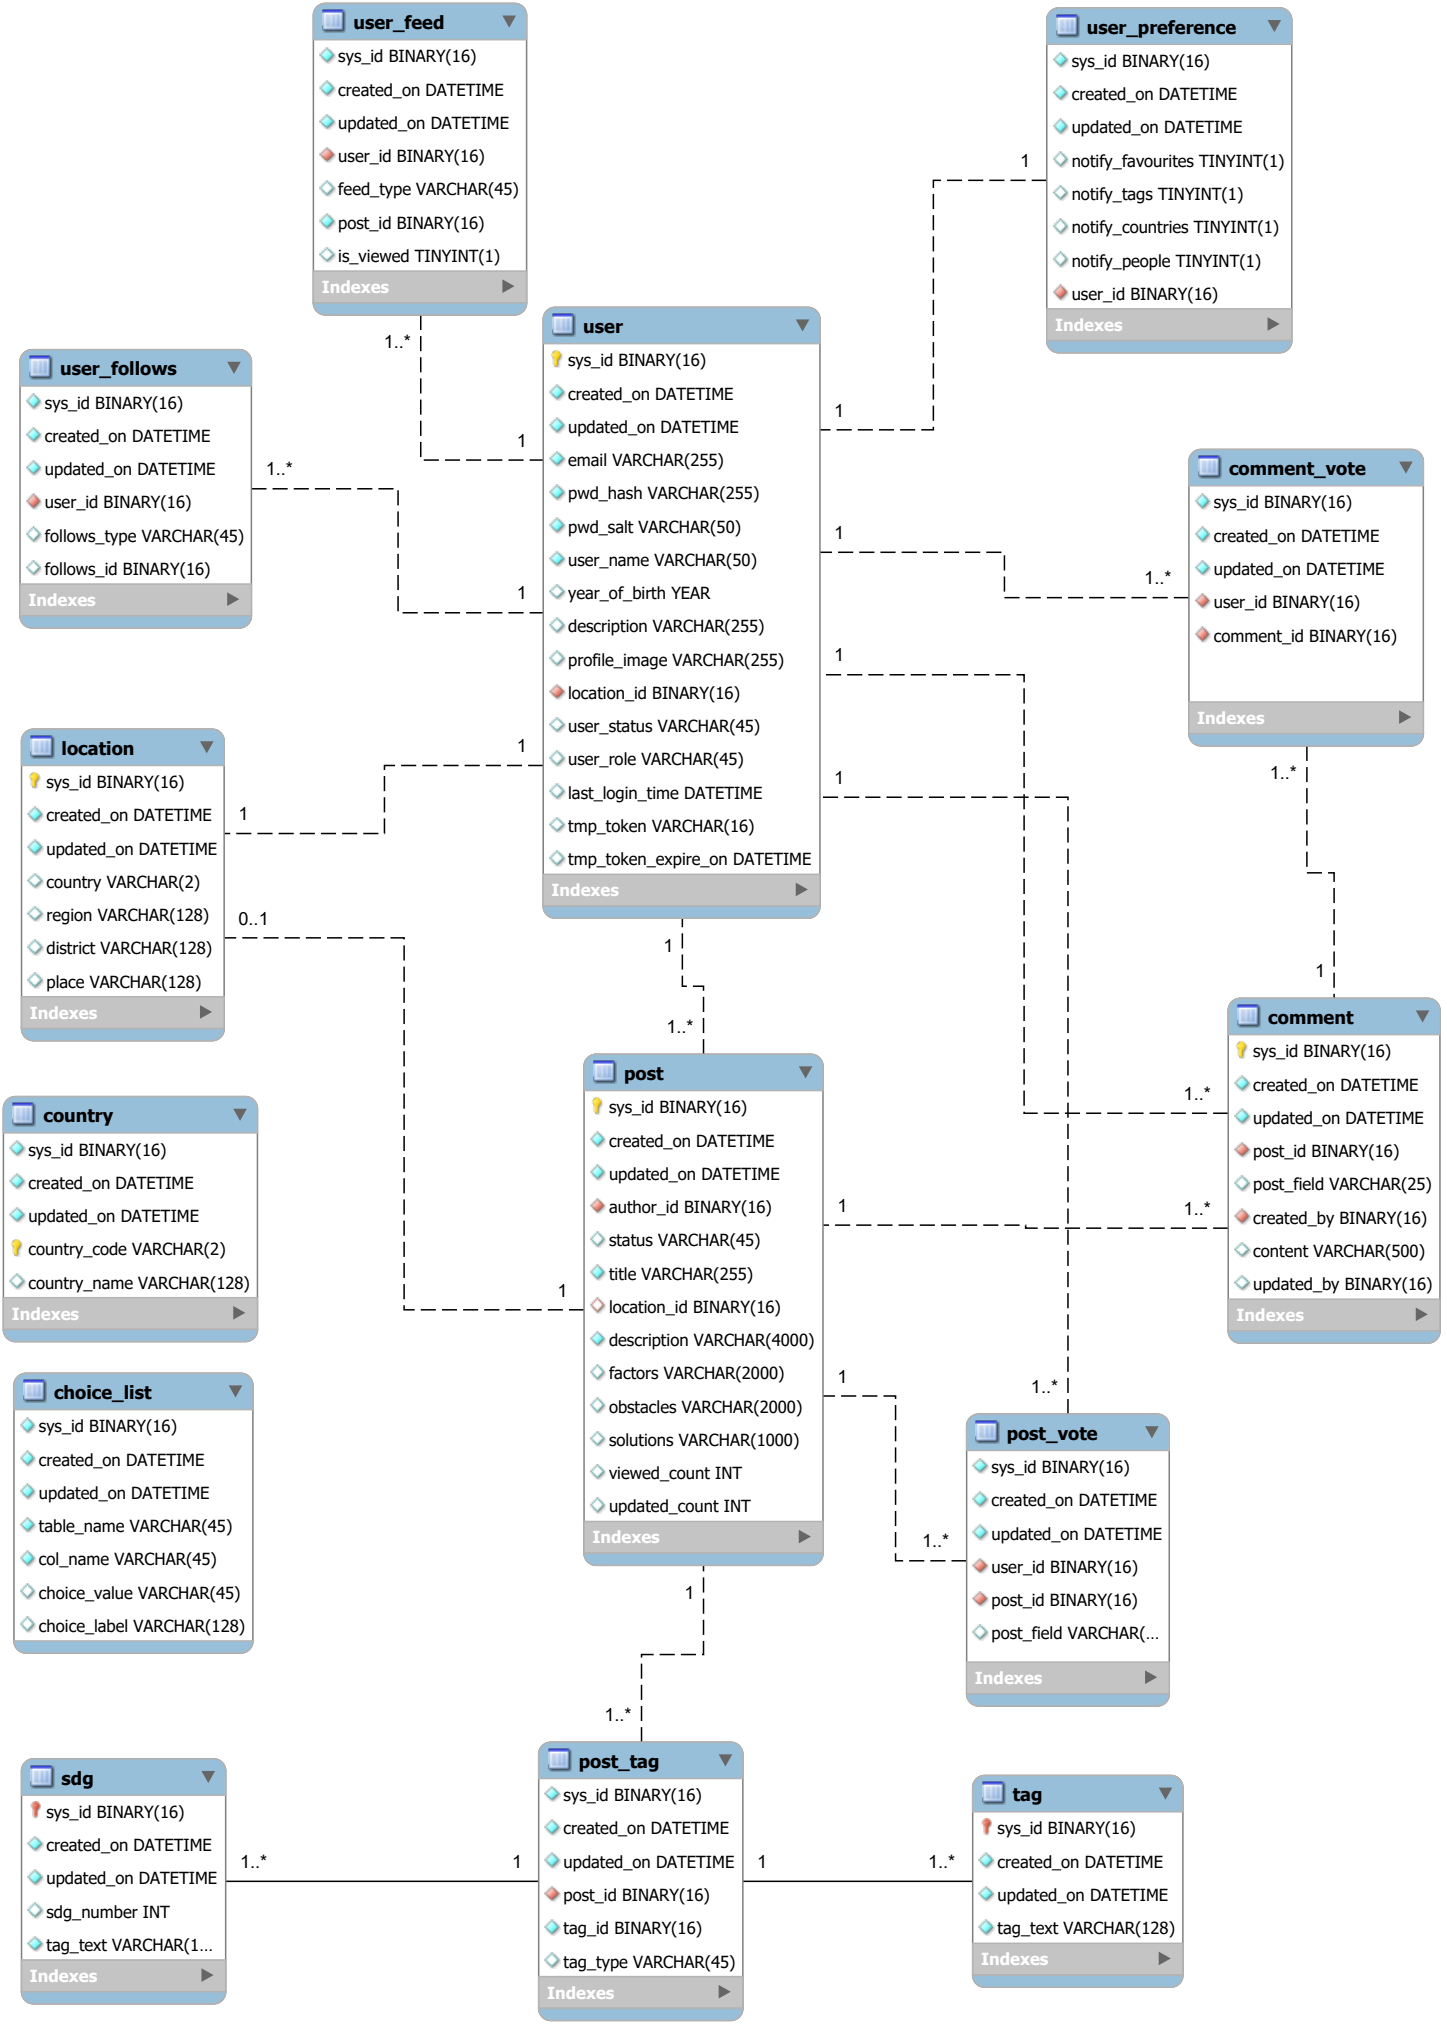 user_feed
sys_id BINARY(16)
created_on DATETIME
updated_on DATETIME
user_id BINARY(16)
feed_type VARCHAR(45)
post_id BINARY(16)
is_viewed TINYINT(1)
Indexes
user_preference
sys_id BINARY(16)
created_on DATETIME
updated_on DATETIME
notify_favourites TINYINT(1)
notify_tags TINYINT(1)
notify_countries TINYINT(1)
notify_people TINYINT(1)
user_id BINARY(16)
Indexes
1
1..*
1
1
user_follows
sys_id BINARY(16)
created_on DATETIME
updated_on DATETIME
user_id BINARY(16)
follows_type VARCHAR(45)
follows_id BINARY(16)
Indexes
1..*
1
user
sys_id BINARY(16)
created_on DATETIME
updated_on DATETIME
email VARCHAR(255)
pwd_hash VARCHAR(255)
pwd_salt VARCHAR(50)
user_name VARCHAR(50)
year_of_birth YEAR
description VARCHAR(255)
profile_image VARCHAR(255)
location_id BINARY(16)
user_status VARCHAR(45)
user_role VARCHAR(45)
last_login_time DATETIME
tmp_token VARCHAR(16)
tmp_token_expire_on DATETIME
Indexes
comment_vote
sys_id BINARY(16)
created_on DATETIME
updated_on DATETIME
user_id BINARY(16)
comment_id BINARY(16)
Indexes
1
1..*
1
1
1..*
1
location
sys_id BINARY(16)
created_on DATETIME
updated_on DATETIME
country VARCHAR(2)
region VARCHAR(128)
district VARCHAR(128)
place VARCHAR(128)
Indexes
1
1
0..1
1
1
1..*
comment
sys_id BINARY(16)
created_on DATETIME
updated_on DATETIME
post_id BINARY(16)
post_field VARCHAR(25)
created_by BINARY(16)
content VARCHAR(500)
updated_by BINARY(16)
Indexes
1..*
1..*
post
sys_id BINARY(16)
created_on DATETIME
updated_on DATETIME
author_id BINARY(16)
status VARCHAR(45)
title VARCHAR(255)
location_id BINARY(16)
description VARCHAR(4000)
factors VARCHAR(2000)
obstacles VARCHAR(2000)
solutions VARCHAR(1000)
viewed_count INT
updated_count INT
Indexes
1
1
1..*
1..*
country
sys_id BINARY(16)
created_on DATETIME
updated_on DATETIME
country_code VARCHAR(2)
country_name VARCHAR(128)
Indexes
choice_list
sys_id BINARY(16)
created_on DATETIME
updated_on DATETIME
table_name VARCHAR(45)
col_name VARCHAR(45)
choice_value VARCHAR(45)
choice_label VARCHAR(128)
post_vote
sys_id BINARY(16)
created_on DATETIME
updated_on DATETIME
user_id BINARY(16)
post_id BINARY(16)
post_field VARCHAR(...
Indexes
1
1..*
sdg
sys_id BINARY(16)
created_on DATETIME
updated_on DATETIME
sdg_number INT
tag_text VARCHAR(1...
Indexes
1..*
1
post_tag
sys_id BINARY(16)
created_on DATETIME
updated_on DATETIME
post_id BINARY(16)
tag_id BINARY(16)
tag_type VARCHAR(45)
Indexes
1
1..*
tag
sys_id BINARY(16)
created_on DATETIME
updated_on DATETIME
tag_text VARCHAR(128)
Indexes